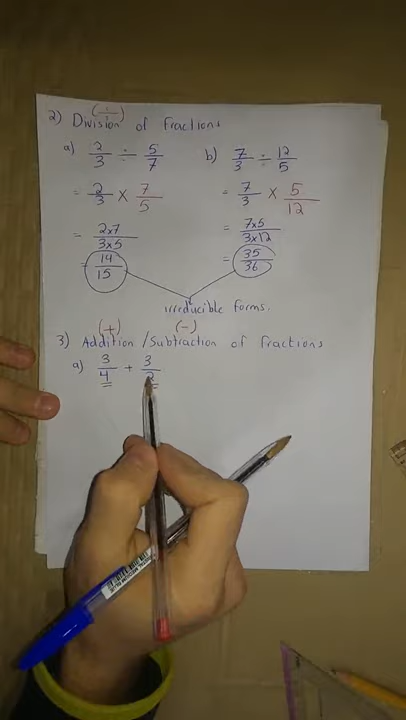 (÷)
2) Division of Fractions
a) 2/3 ÷ 5/7 b) 7/3 ÷ 12/5
= 2/3 × 7/5 = 7/3 × 5/12
= 2×7/3×5 = 7×5/3×12
= 14/15 = 35/36
irreducible forms.
(+) (-)
3) Addition /Subtraction of fractions
a) 3/4 + 3/